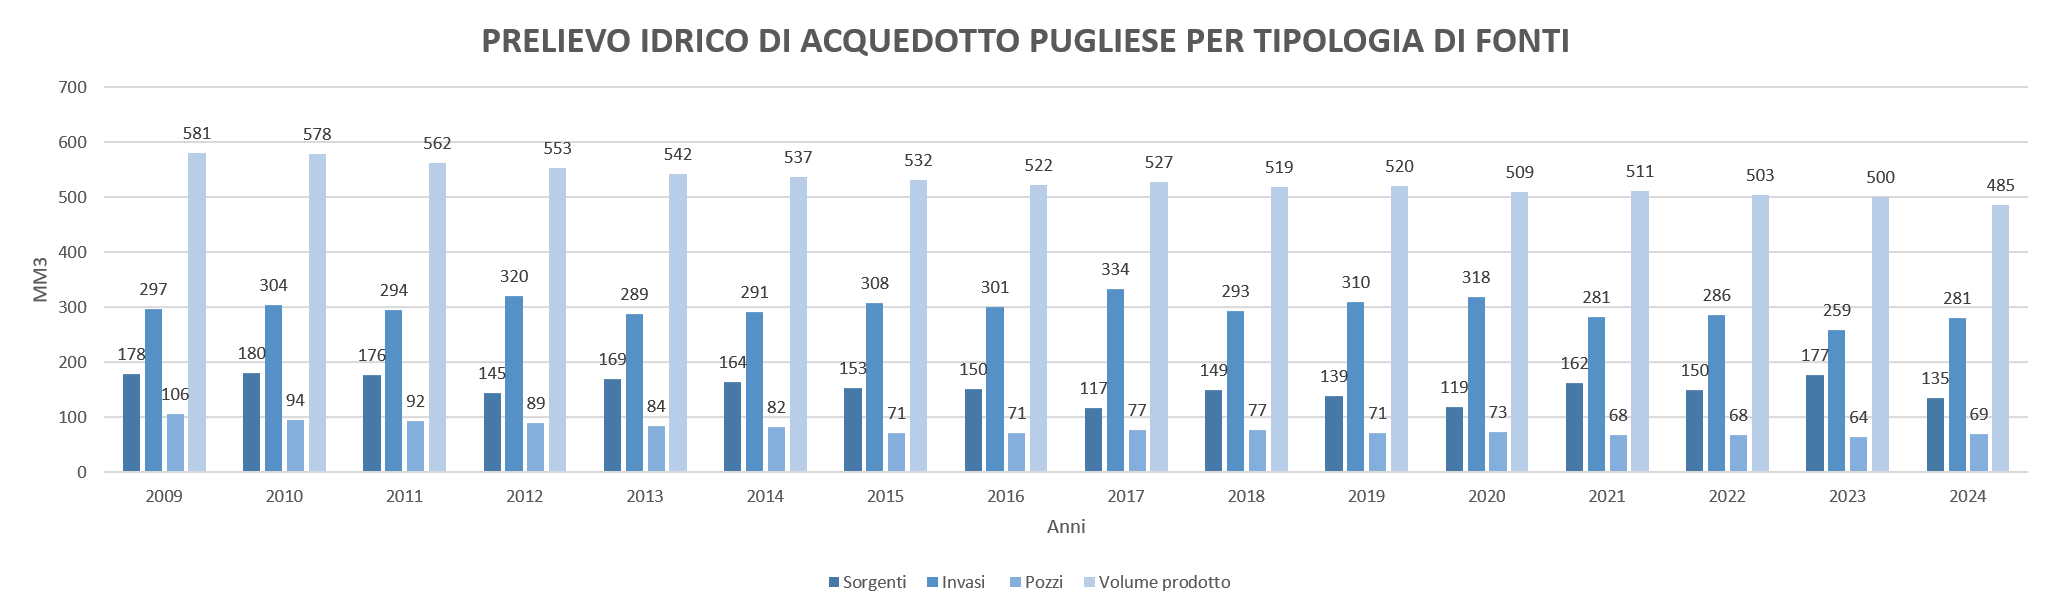 PRELIEVO IDRICO DI ACQUEDOTTO PUGLIESE PER TIPOLOGIA DI FONTI
700
600
500
400
300
200
100
0
MM3
178 297 106 581
180 304 94 578
176 294 92 562
145 320 89 553
169 289 84 542
164 291 82 537
153 308 71 532
150 301 71 522
117 334 77 527
149 293 77 519
139 310 71 520
119 318 73 509
162 281 68 511
150 286 68 503
177 259 64 500
135 281 69 485
2009 2010 2011 2012 2013 2014 2015 2016 2017 2018 2019 2020 2021 2022 2023 2024
Anni
Sorgenti Invasi Pozzi Volume prodotto